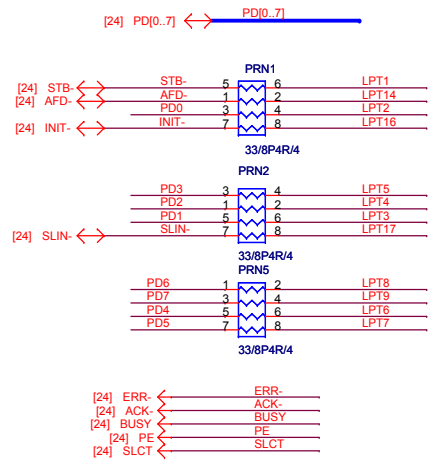 [24] PD[0..7] PD[0..7]
PRN1
[24] STB- STB- 5 6 LPT1
[24] AFD- AFD- 1 2 LPT14
PD0 3 4 LPT2
[24] INIT- INIT- 7 8 LPT16
33/8P4R/4
PRN2
PD3 3 4 LPT5
PD2 1 2 LPT4
PD1 5 6 LPT3
[24] SLIN- SLIN- 7 8 LPT17
33/8P4R/4
PRN5
PD6 1 2 LPT8
PD7 3 4 LPT9
PD4 5 6 LPT6
PD5 7 8 LPT7
33/8P4R/4
[24] ERR- ERR-
[24] ACK- ACK-
[24] BUSY BUSY
[24] PE PE
[24] SLCT SLCT